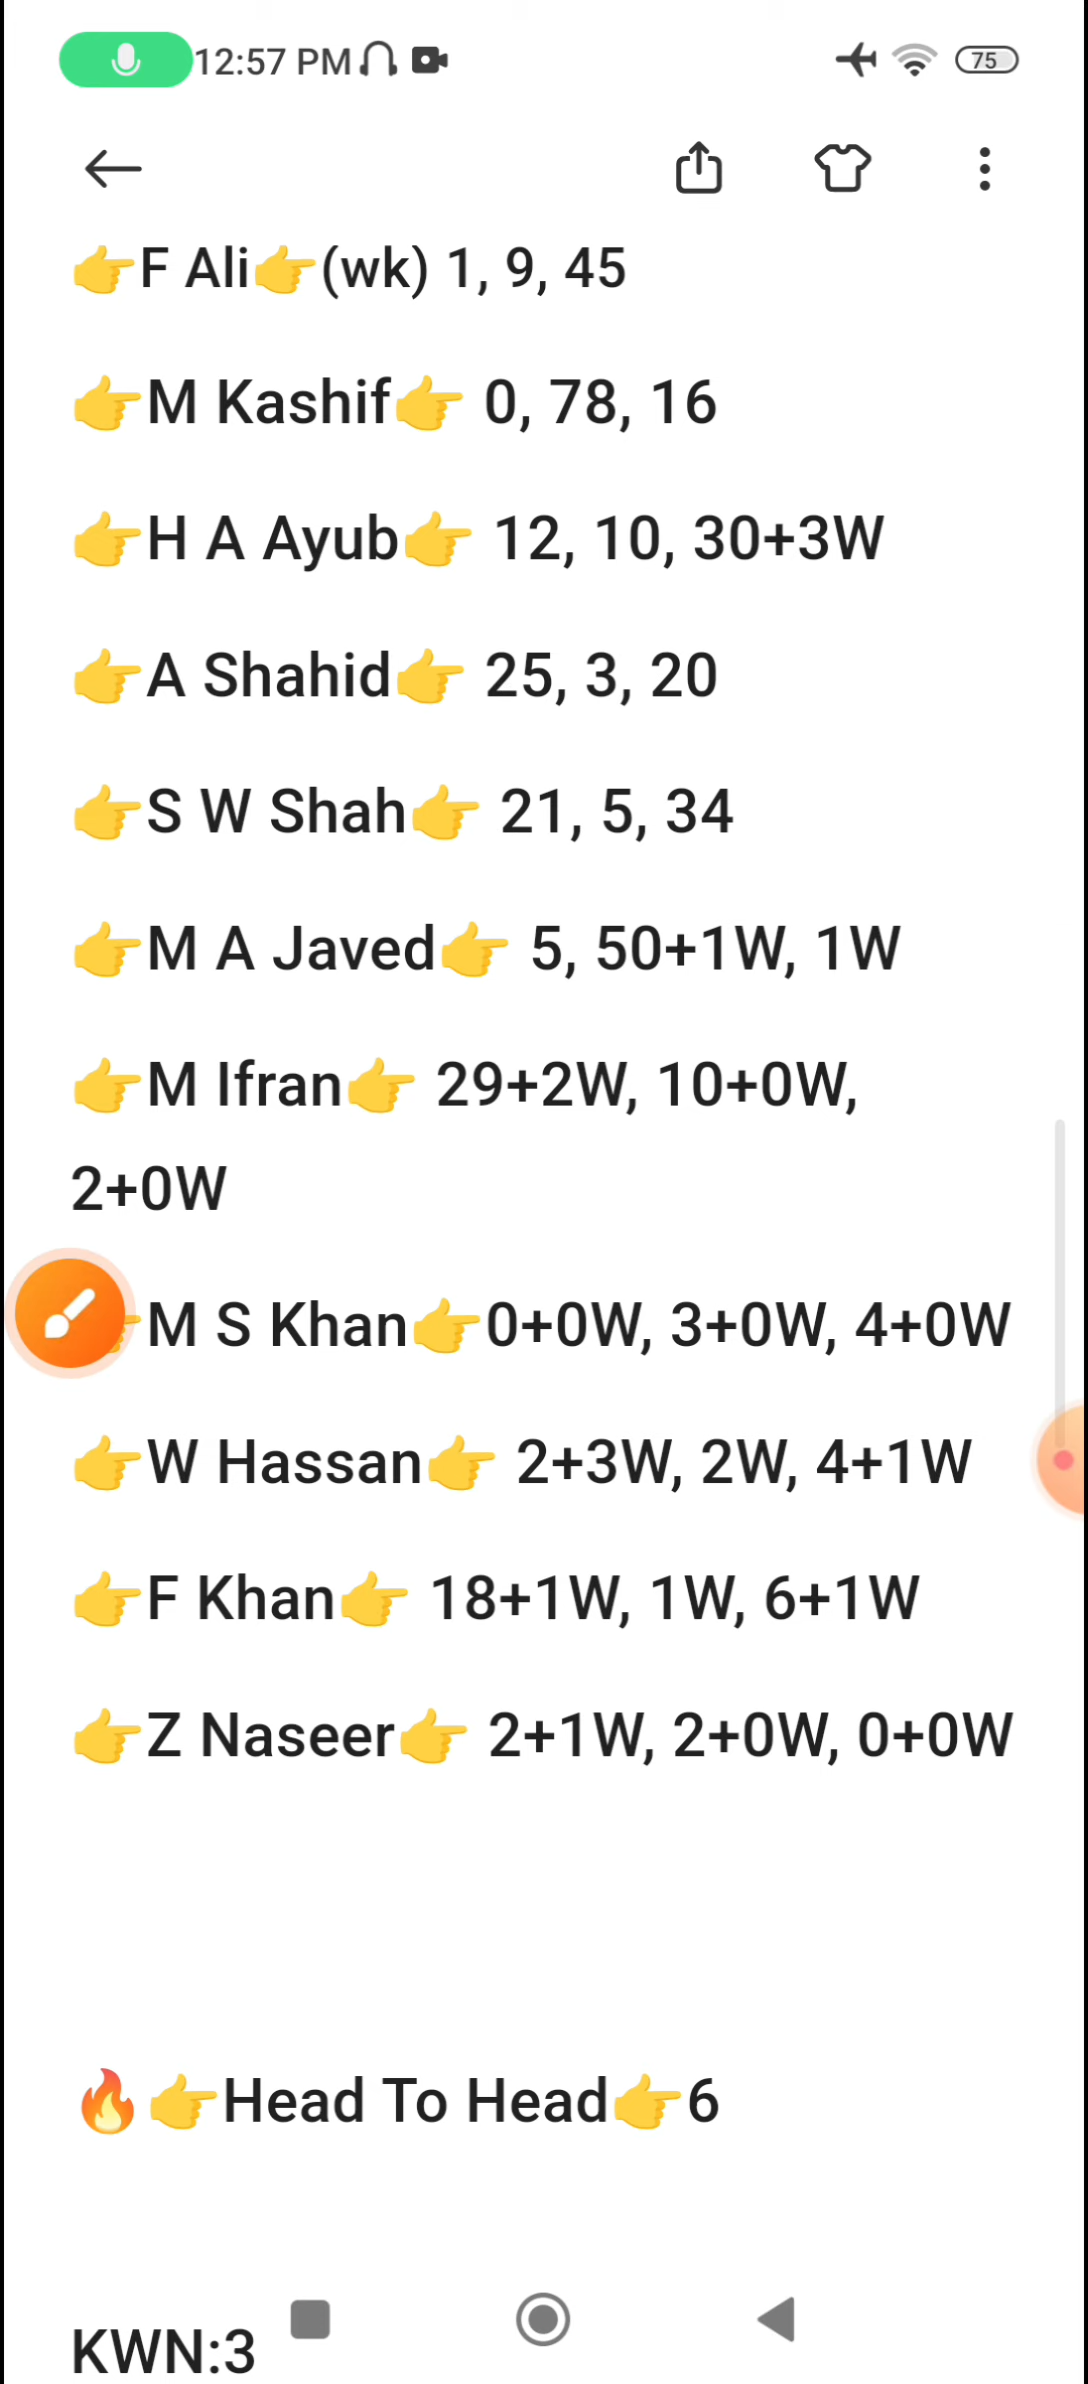 12:57 PM 75
👉F Ali👉(wk) 1, 9, 45
👉M Kashif👉 0, 78, 16
👉H A Ayub👉 12, 10, 30+3W
👉A Shahid👉 25, 3, 20
👉S W Shah👉 21, 5, 34
👉M A Javed👉 5, 50+1W, 1W
👉M Ifran👉 29+2W, 10+0W,
2+0W
👉M S Khan👉0+0W, 3+0W, 4+0W
👉W Hassan👉 2+3W, 2W, 4+1W
👉F Khan👉 18+1W, 1W, 6+1W
👉Z Naseer👉 2+1W, 2+0W, 0+0W
🔥👉Head To Head👉6
KWN:3